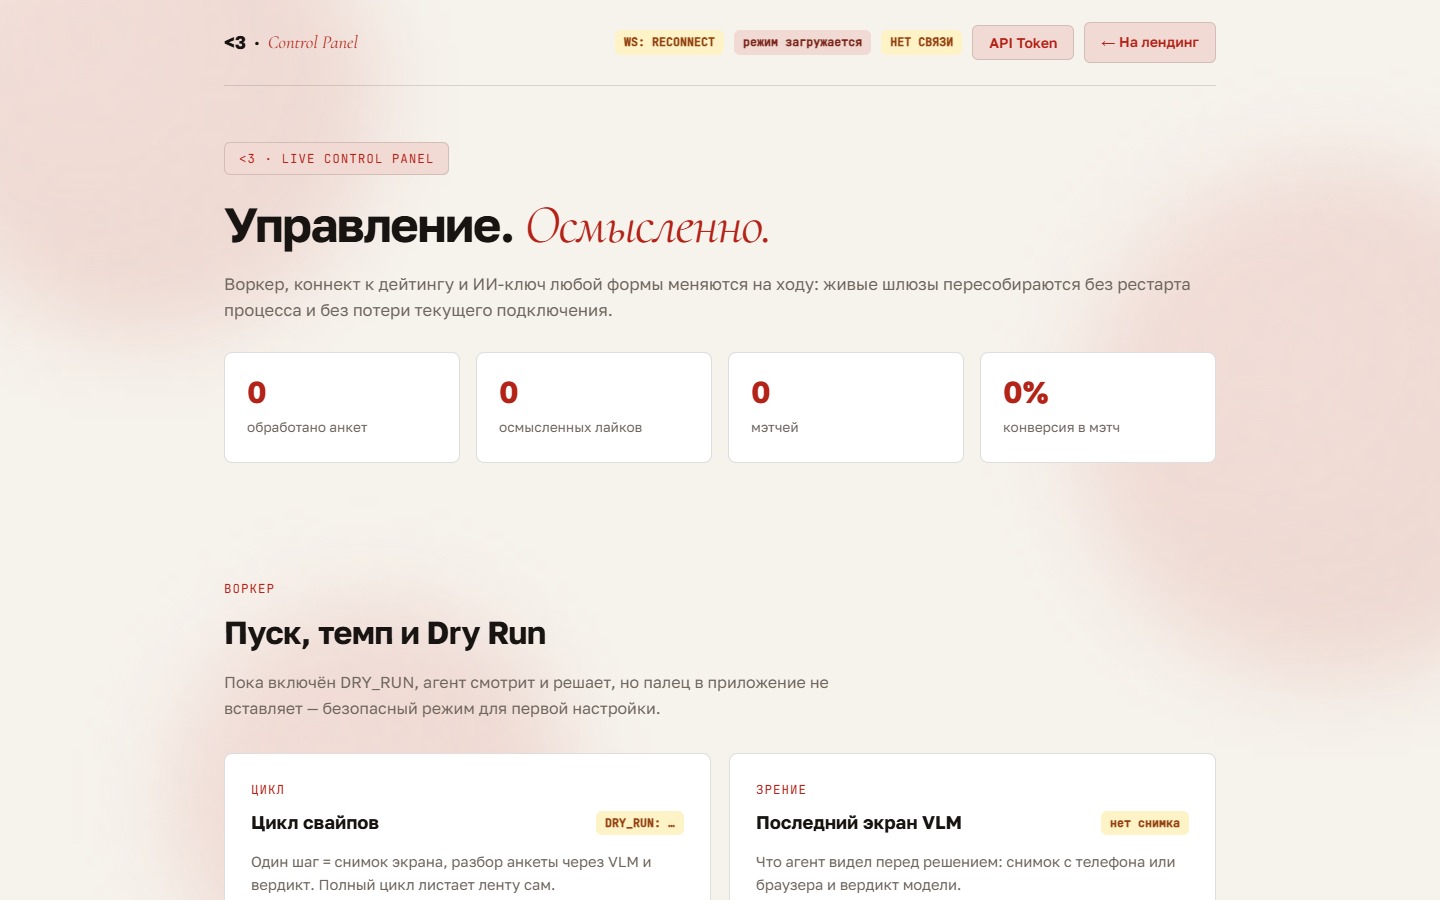 <3 · Control Panel
WS: RECONNECT
режим загружается
НЕТ СВЯЗИ
API Token
← На лендинг
<3 · LIVE CONTROL PANEL
Управление. Осмысленно.
Воркер, коннект к дейтингу и ИИ-ключ любой формы меняются на ходу: живые шлюзы пересобираются без рестарта
процесса и без потери текущего подключения.
0
обработано анкет
0
осмысленных лайков
0
мэтчей
0%
конверсия в мэтч
ВОРКЕР
Пуск, темп и Dry Run
Пока включён DRY_RUN, агент смотрит и решает, но палец в приложение не
вставляет — безопасный режим для первой настройки.
ЦИКЛ
Цикл свайпов
DRY_RUN: …
Один шаг = снимок экрана, разбор анкеты через VLM и
вердикт. Полный цикл листает ленту сам.
ЗРЕНИЕ
Последний экран VLM
нет снимка
Что агент видел перед решением: снимок с телефона или
браузера и вердикт модели.